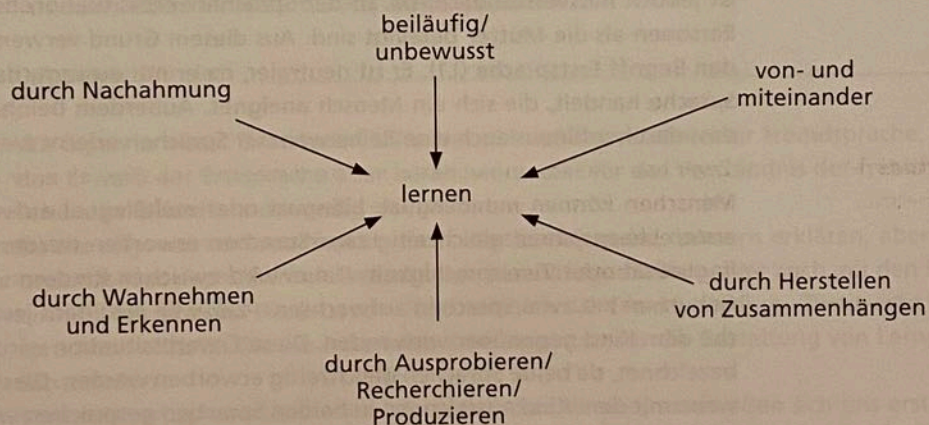 beiläufig/
unbewusst
durch Nachahmung
von- und
miteinander
lernen
durch Wahrnehmen
und Erkennen
durch Herstellen
von Zusammenhängen
durch Ausprobieren/
Recherchieren/
Produzieren